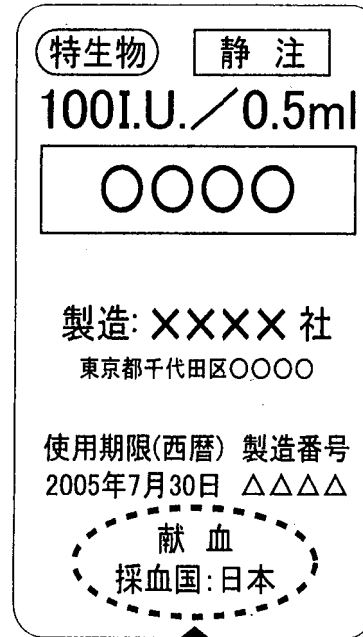 特生物 静 注
100I.U.／0.5ml
○○○○
製造: ×××× 社
東京都千代田区○○○○
使用期限(西暦) 製造番号
2005年7月30日 △△△△
献 血
採血国:日本